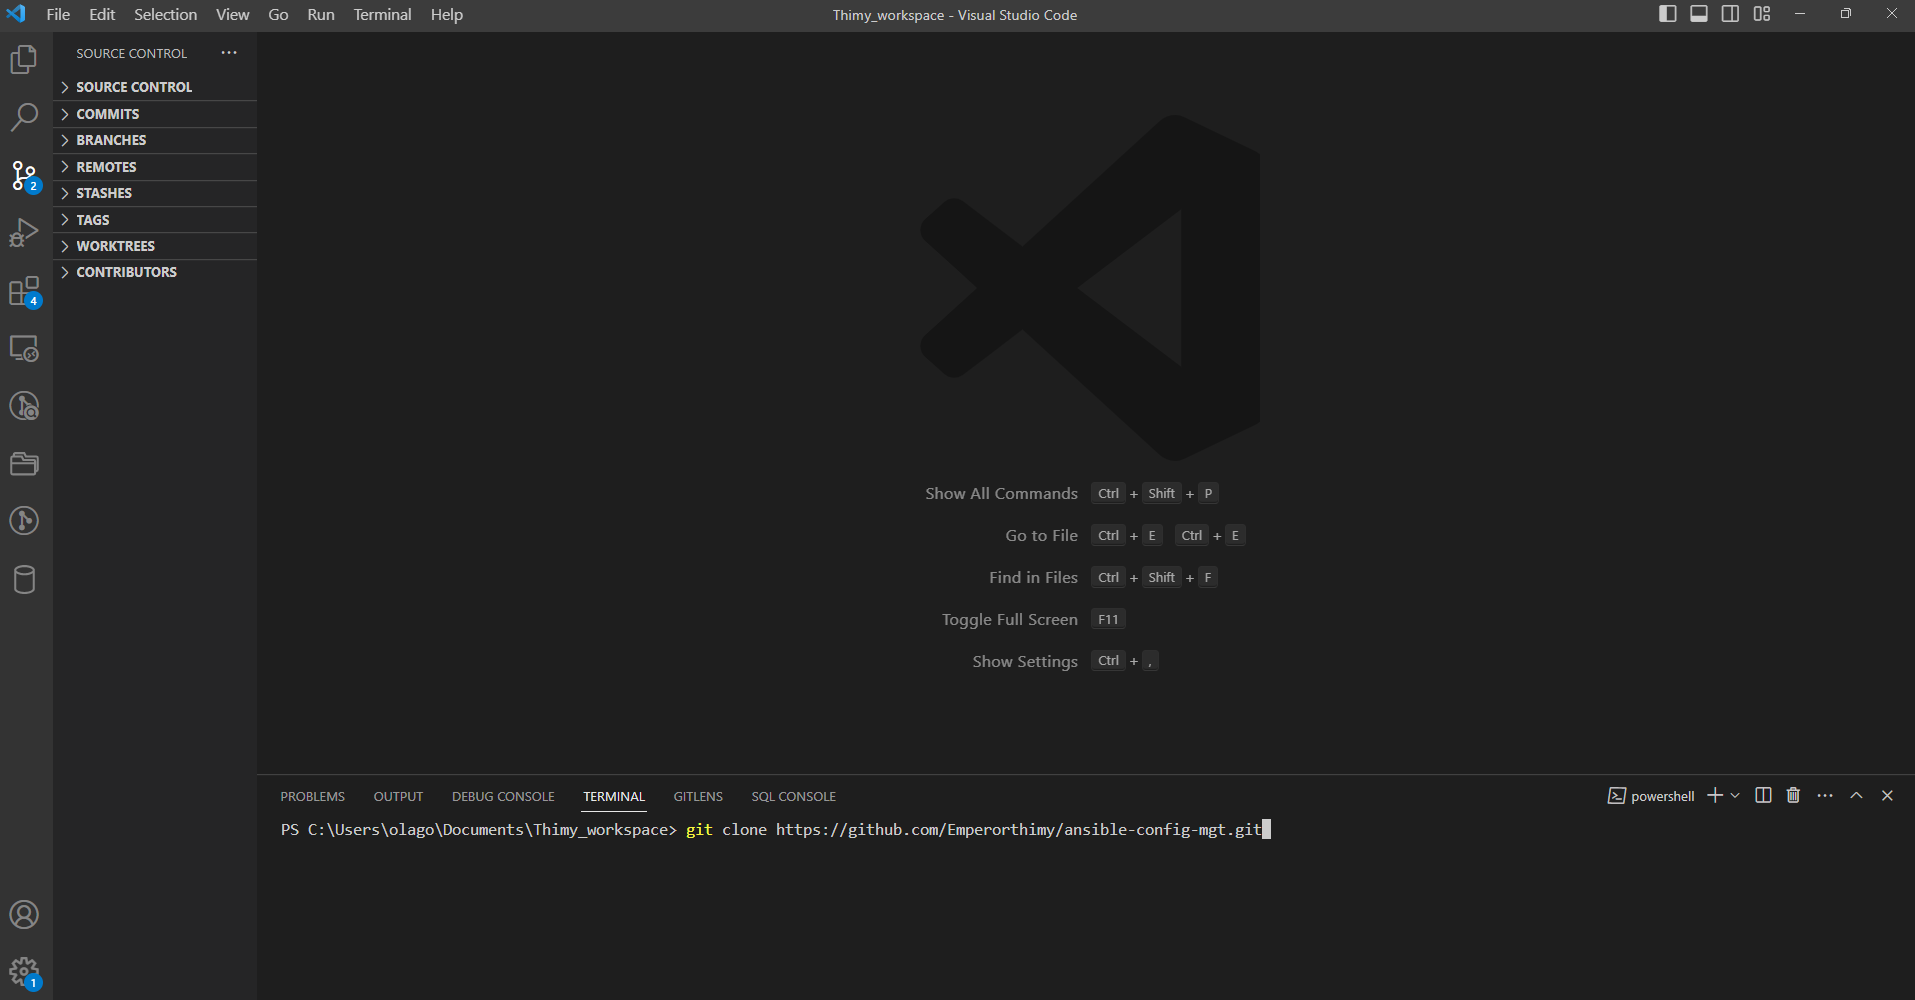 File Edit Selection View Go Run Terminal Help
Thimy_workspace - Visual Studio Code
SOURCE CONTROL ···
SOURCE CONTROL
COMMITS
BRANCHES
REMOTES
STASHES
TAGS
WORKTREES
CONTRIBUTORS
2
4
1
Show All Commands Ctrl + Shift + P
Go to File Ctrl + E Ctrl + E
Find in Files Ctrl + Shift + F
Toggle Full Screen F11
Show Settings Ctrl + ,
PROBLEMS OUTPUT DEBUG CONSOLE TERMINAL GITLENS SQL CONSOLE
powershell
PS C:\Users\olago\Documents\Thimy_workspace> git clone https://github.com/Emperorthimy/ansible-config-mgt.git